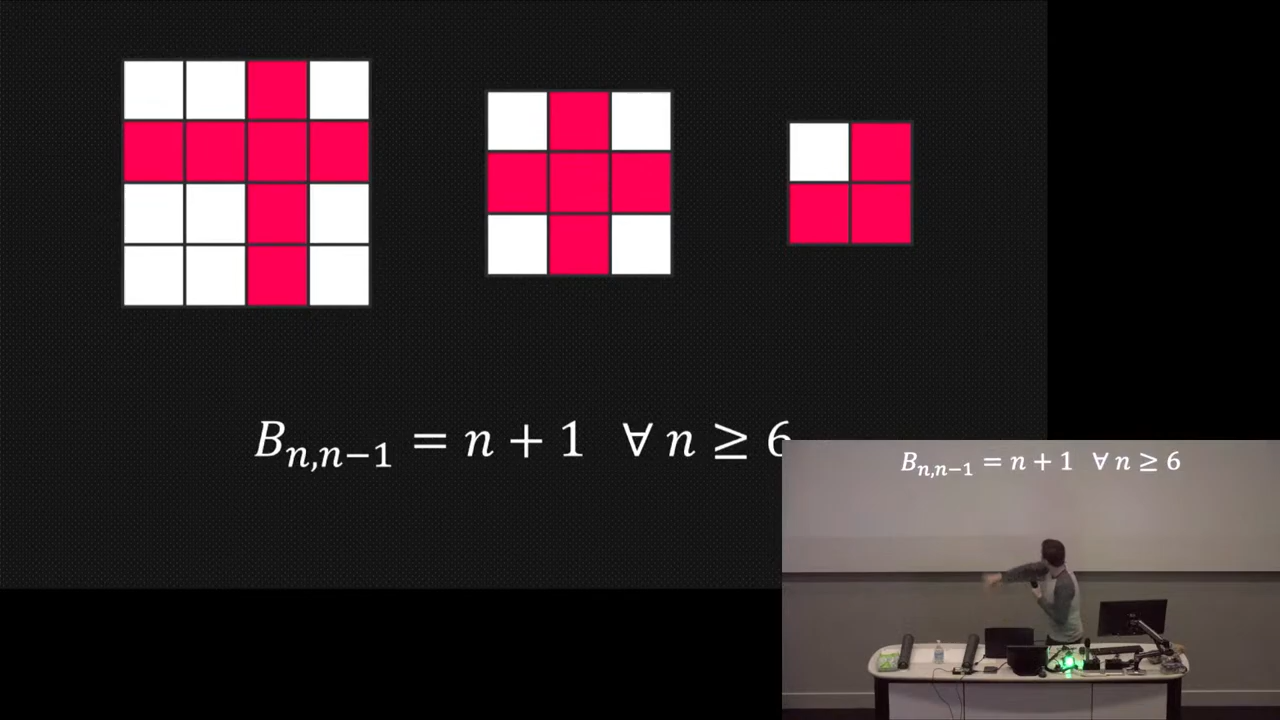 Bₙ,ₙ₋₁ = n + 1 ∀ n ≥ 6
Bₙ,ₙ₋₁ = n + 1 ∀ n ≥ 6